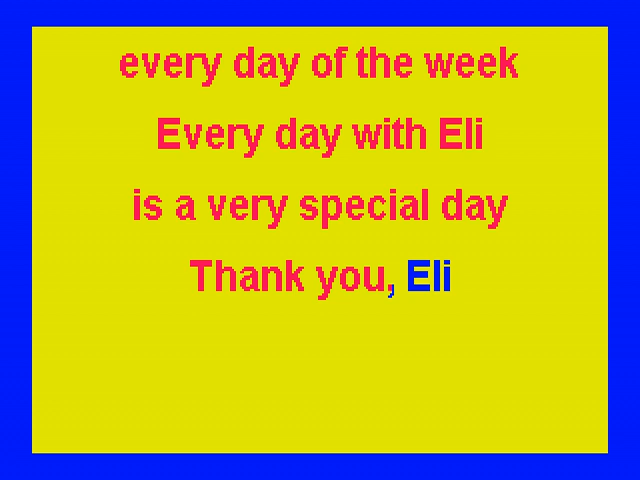 every day of the week
Every day with Eli
is a very special day
Thank you, Eli